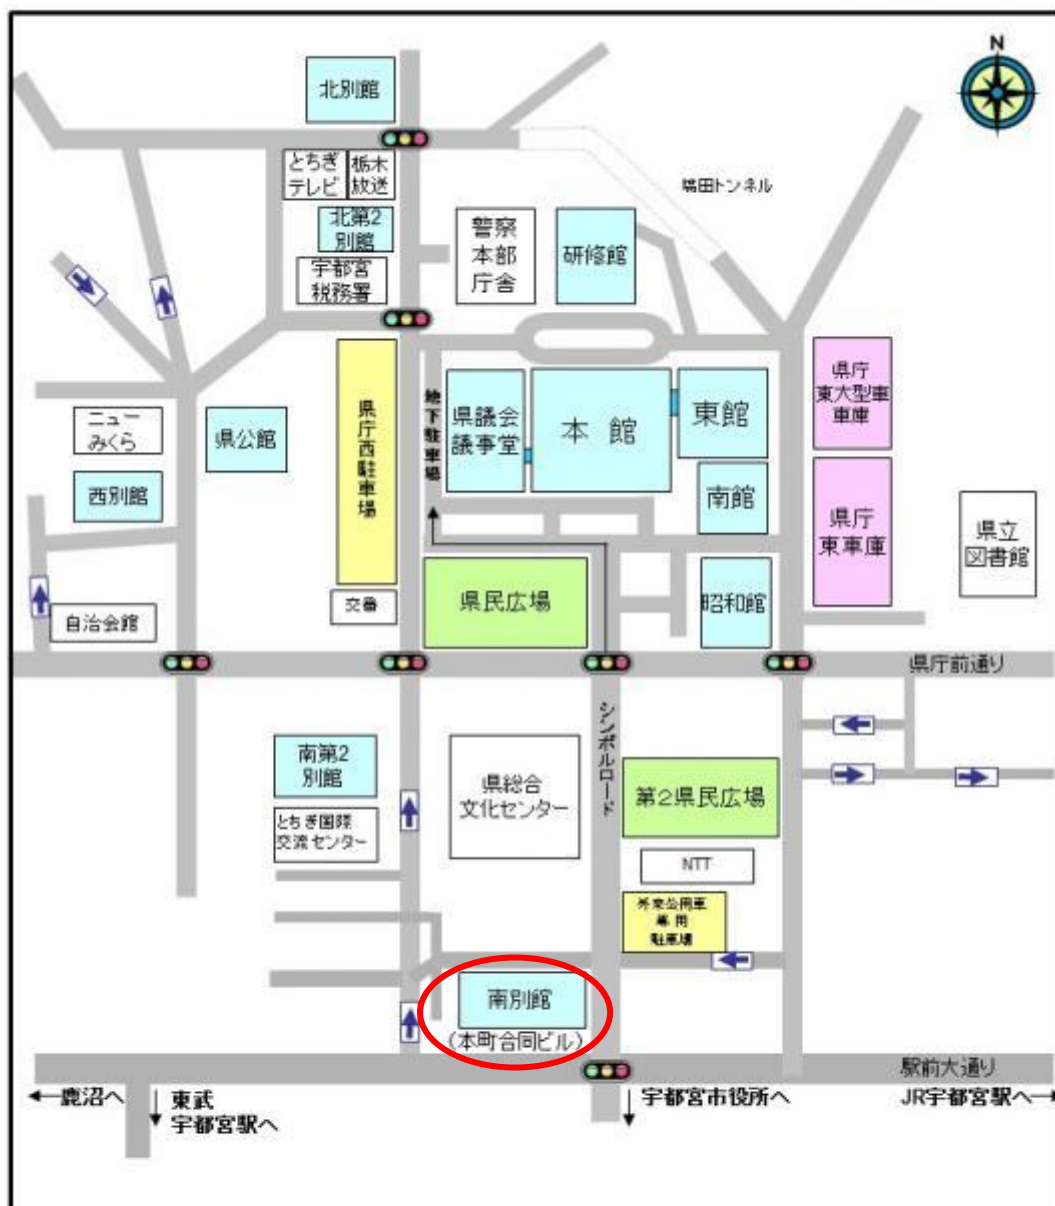 N
北別館
とちぎ
テレビ
栃木
放送
塙田トンネル
北第2
別館
警察
本部
庁舎
研修館
宇都宮
税務署
県庁
東大型車
車庫
地下駐車場
県議会
議事堂
本 館
東館
県庁西駐車場
ニュー
みくら
県公館
西別館
南館
県庁
東車庫
県立
図書館
県民広場
昭和館
交番
自治会館
県庁前通り
シンボルロード
南第2
別館
県総合
文化センター
第2県民広場
とちぎ国際
交流センター
NTT
外来公用車
専 用
駐車場
南別館
(本町合同ビル)
駅前大通り
←鹿沼へ
東武
宇都宮駅へ
宇都宮市役所へ
JR宇都宮駅へ→